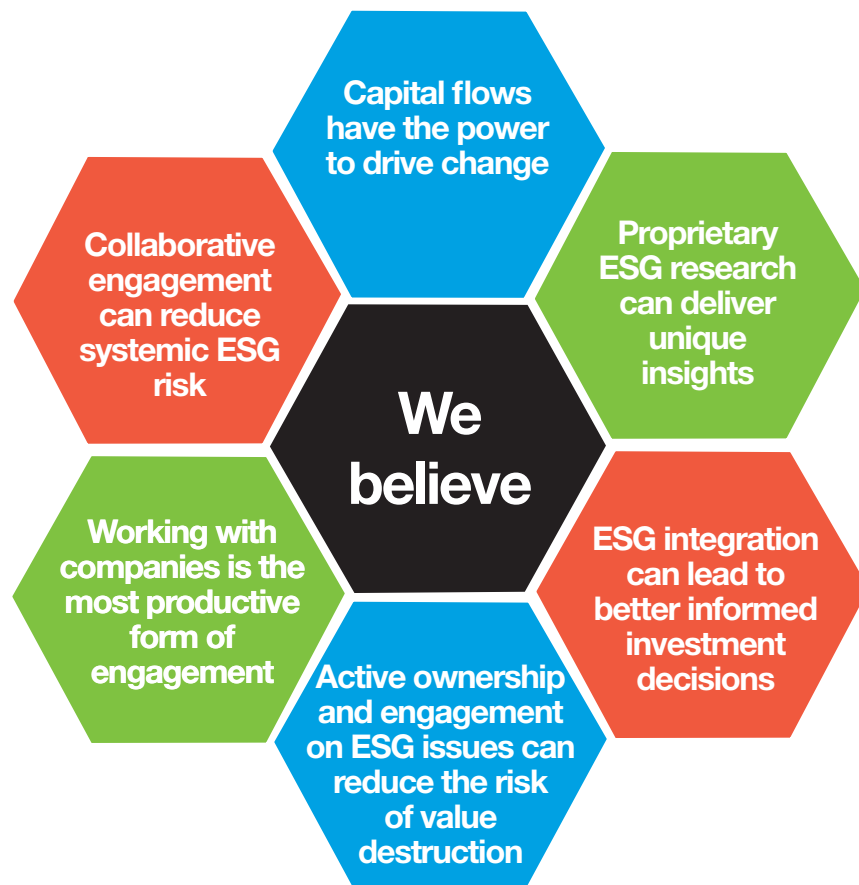 Capital flows
have the power
to drive change
Proprietary
ESG research
can deliver
unique
insights
ESG integration
can lead to
better informed
investment
decisions
Active ownership
and engagement
on ESG issues can
reduce the risk
of value
destruction
Working with
companies is the
most productive
form of
engagement
Collaborative
engagement
can reduce
systemic ESG
risk
We
believe